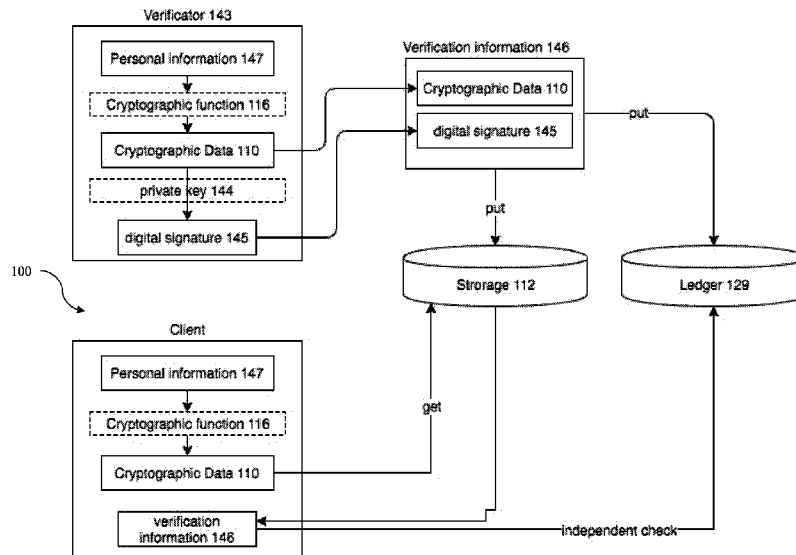 Verificator 143
Personal information 147
Cryptographic function 116
Cryptographic Data 110
private key 144
digital signature 145
Verification information 146
Cryptographic Data 110
digital signature 145
put
put
Strorage 112
Ledger 129
100
Client
Personal information 147
Cryptographic function 116
Cryptographic Data 110
get
verification
information 146
independent check